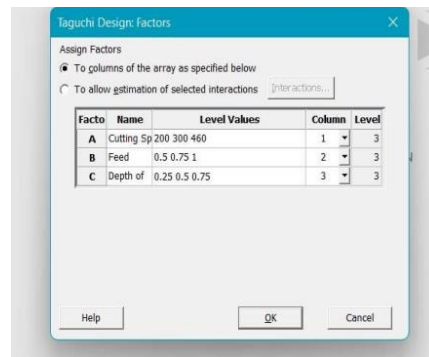 Taguchi Design: Factors
Assign Factors
To columns of the array as specified below
To allow estimation of selected interactions Interactions...
Facto Name Level Values Column Level
A Cutting Sp 200 300 460 1 3
B Feed 0.5 0.75 1 2 3
C Depth of 0.25 0.5 0.75 3 3
Help OK Cancel